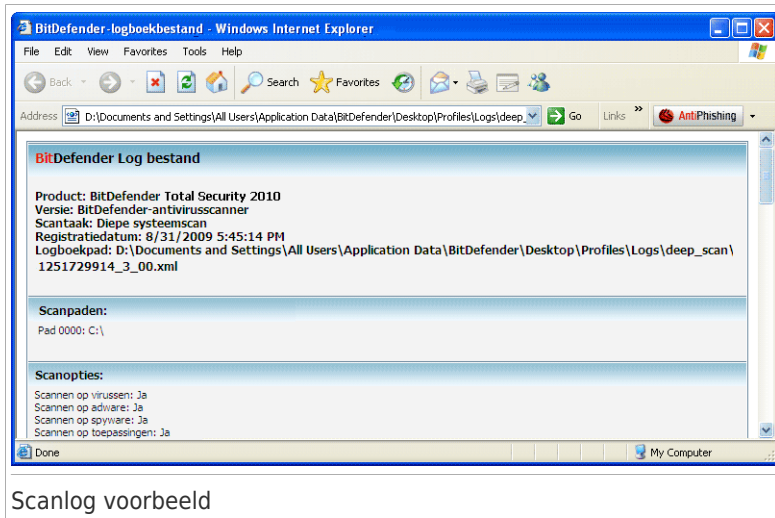 BitDefender-logboekbestand - Windows Internet Explorer
File Edit View Favorites Tools Help
Back Search Favorites
Address D:\Documents and Settings\All Users\Application Data\BitDefender\Desktop\Profiles\Logs\deep_ Go Links » AntiPhishing
BitDefender Log bestand
Product: BitDefender Total Security 2010
Versie: BitDefender-antivirusscanner
Scantaak: Diepe systeemscan
Registratiedatum: 8/31/2009 5:45:14 PM
Logboekpad: D:\Documents and Settings\All Users\Application Data\BitDefender\Desktop\Profiles\Logs\deep_scan\
1251729914_3_00.xml
Scanpaden:
Pad 0000: C:\
Scanopties:
Scannen op virussen: Ja
Scannen op adware: Ja
Scannen op spyware: Ja
Scannen op toepassingen: Ja
Done My Computer
Scanlog voorbeeld